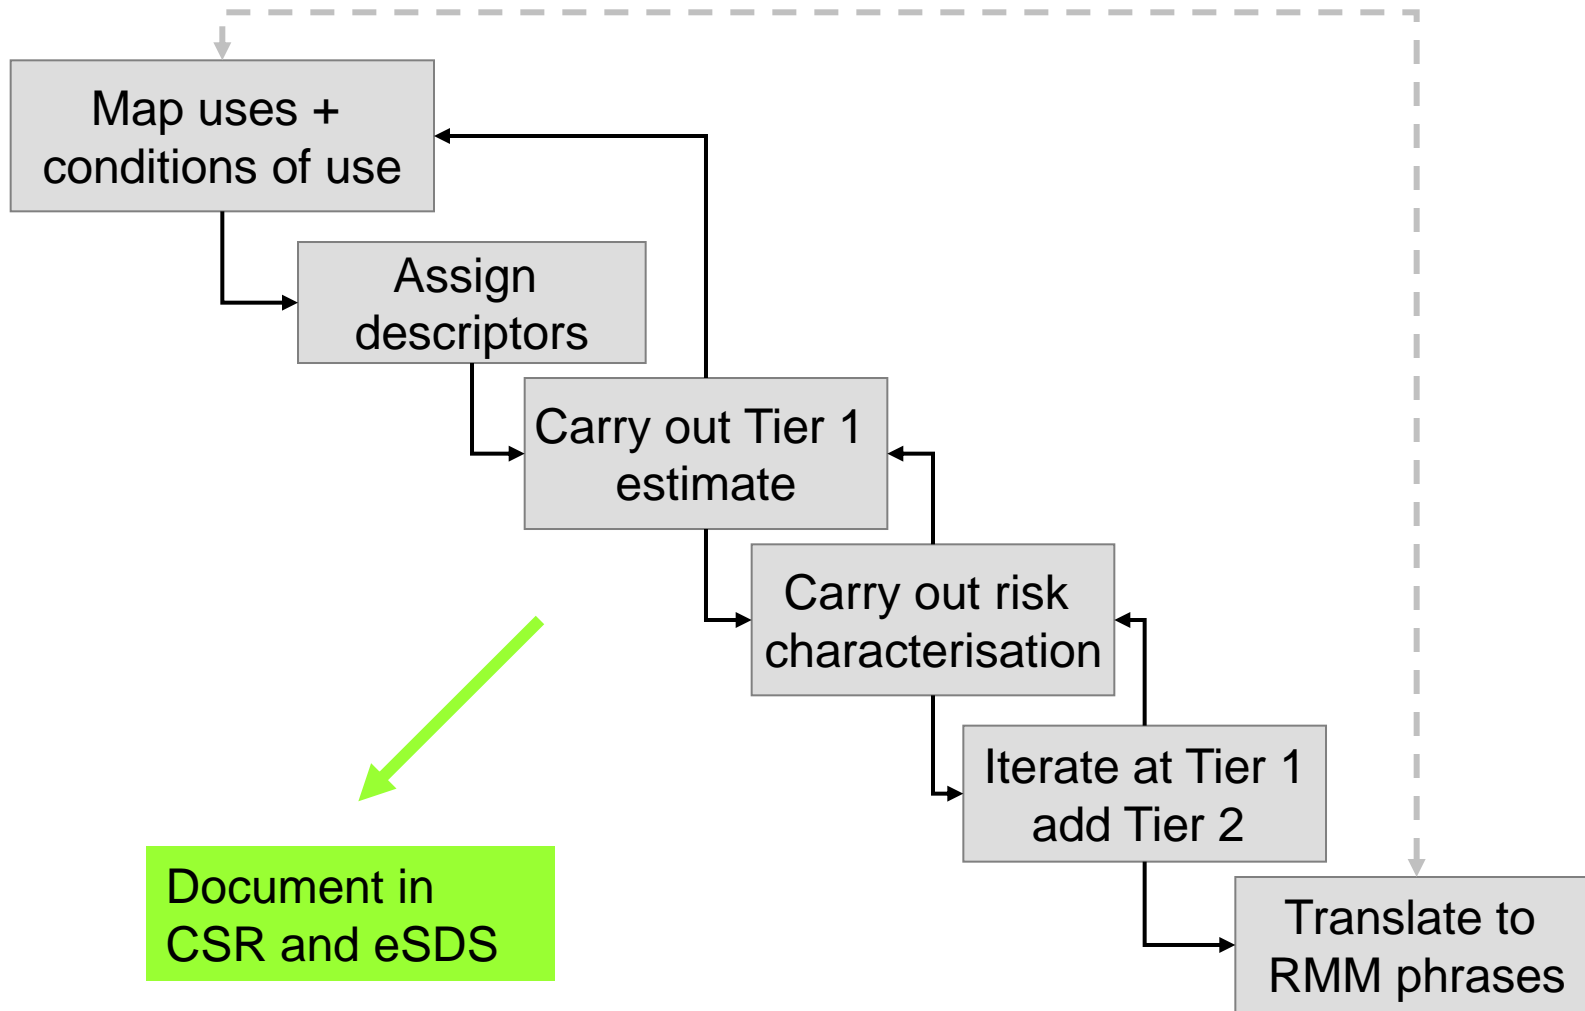 Map uses +
conditions of use
Assign
descriptors
Carry out Tier 1
estimate
Carry out risk
characterisation
Iterate at Tier 1
add Tier 2
Document in
CSR and eSDS
Translate to
RMM phrases